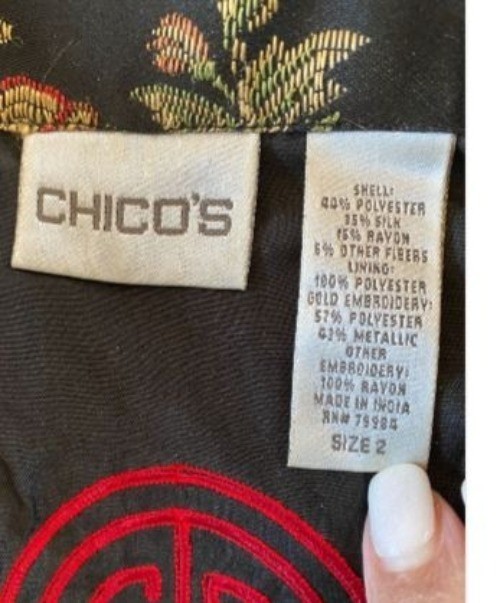 CHICO'S
SHELL:
40% POLYESTER
35% SILK
15% RAYON
% OTHER FIBERS
LINING:
100% POLYESTER
GOLD EMBROIDERY:
57% POLYESTER
43% METALLIC
OTHER
EMBROIDERY:
100% RAYON
MADE IN INDIA
RN# 79984
SIZE 2